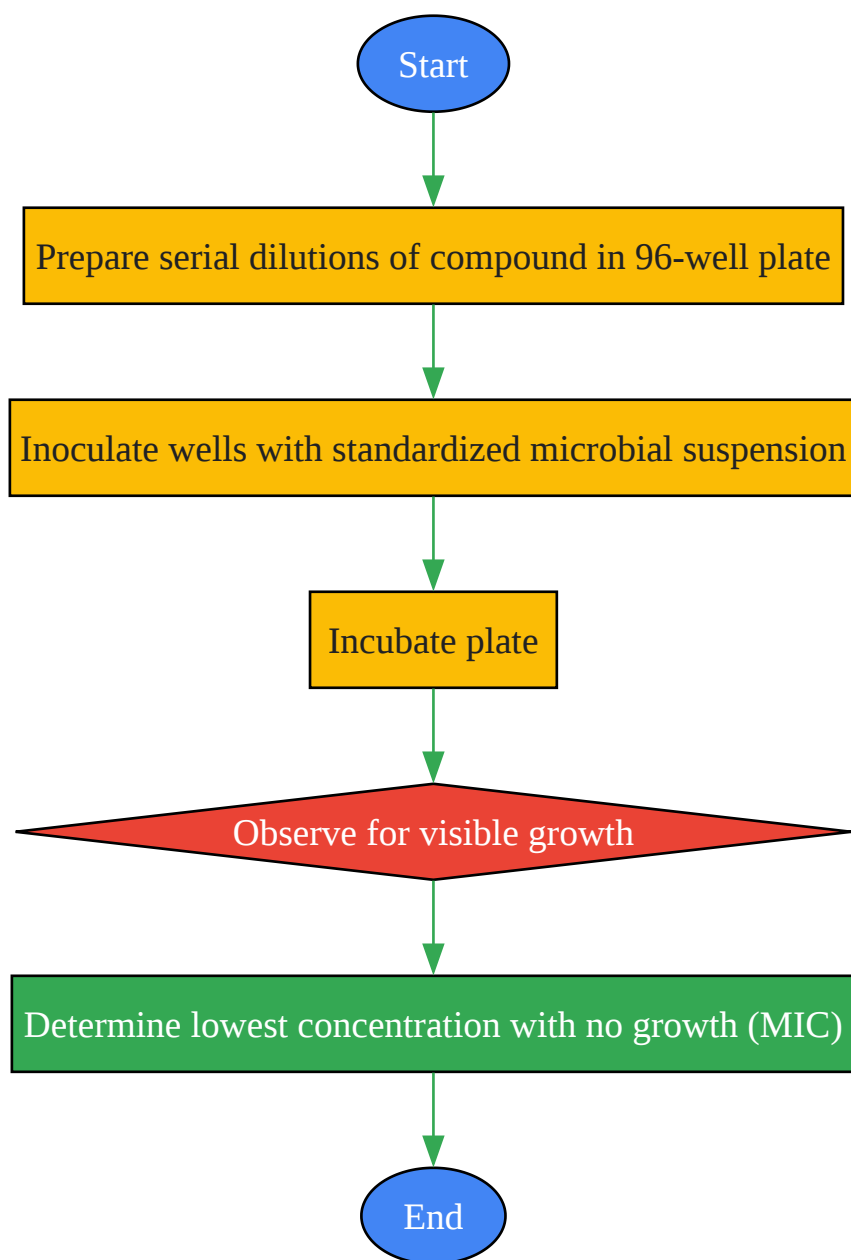 Start
Prepare serial dilutions of compound in 96-well plate
Inoculate wells with standardized microbial suspension
Incubate plate
Observe for visible growth
Determine lowest concentration with no growth (MIC)
End